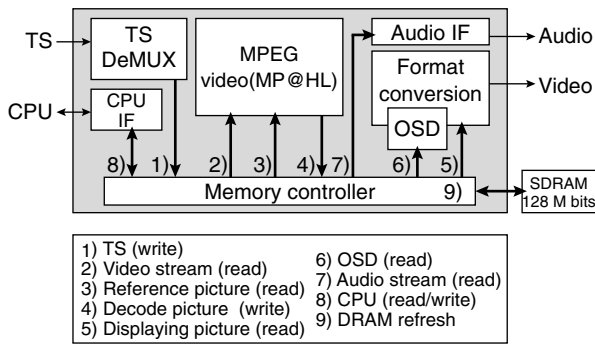 TS
TS
DeMUX
MPEG
video(MP@HL)
Audio IF
Audio
Format
conversion
Video
OSD
CPU
CPU
IF
8) 1) 2) 3) 4) 7) 6) 5)
Memory controller 9)
SDRAM
128 M bits
1) TS (write)
2) Video stream (read)
3) Reference picture (read)
4) Decode picture (write)
5) Displaying picture (read)
6) OSD (read)
7) Audio stream (read)
8) CPU (read/write)
9) DRAM refresh